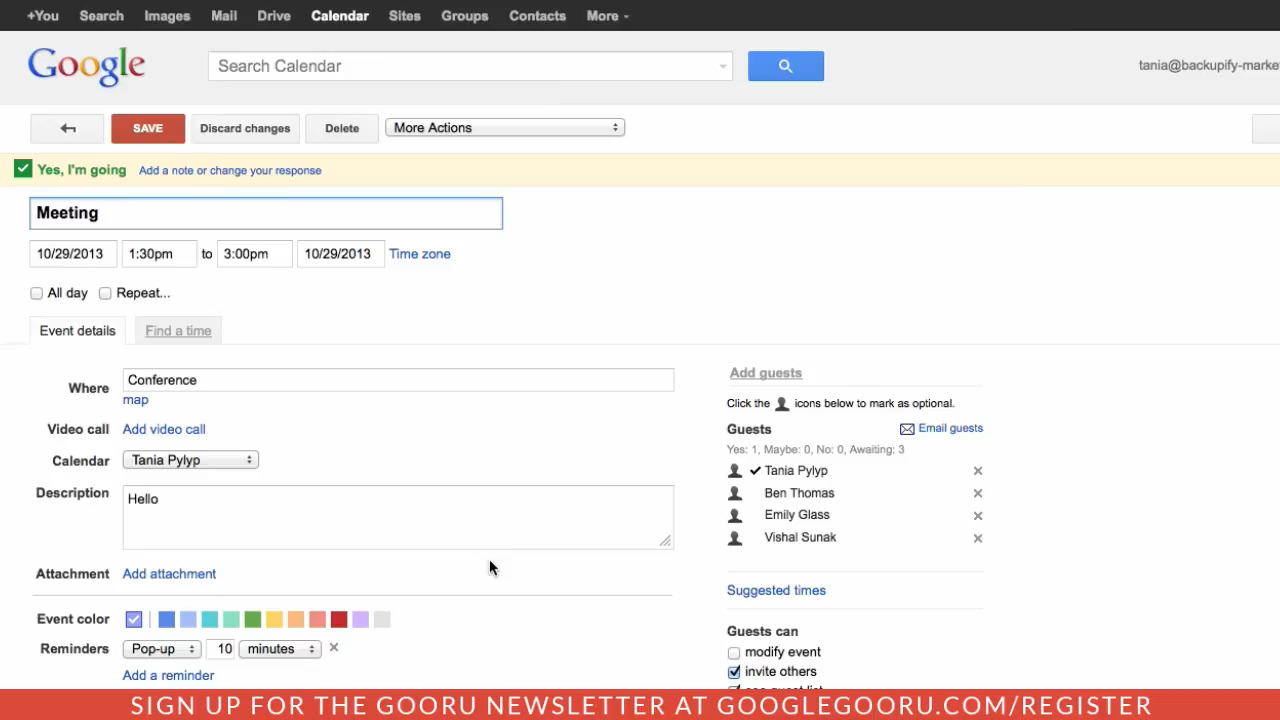 +You Search Images Mail Drive Calendar Sites Groups Contacts More
Google
Search Calendar
tania@backupify-marke
SAVE Discard changes Delete More Actions
Yes, I'm going Add a note or change your response
Meeting
10/29/2013 1:30pm to 3:00pm 10/29/2013 Time zone
All day Repeat...
Event details Find a time
Where Conference
map
Video call Add video call
Calendar Tania Pylyp
Description Hello
Attachment Add attachment
Event color
Reminders Pop-up 10 minutes
Add a reminder
Add guests
Click the icons below to mark as optional.
Guests Email guests
Yes: 1, Maybe: 0, No: 0, Awaiting: 3
Tania Pylyp
Ben Thomas
Emily Glass
Vishal Sunak
Suggested times
Guests can
modify event
invite others
see guest list
SIGN UP FOR THE GOORU NEWSLETTER AT GOOGLEGOORU.COM/REGISTER